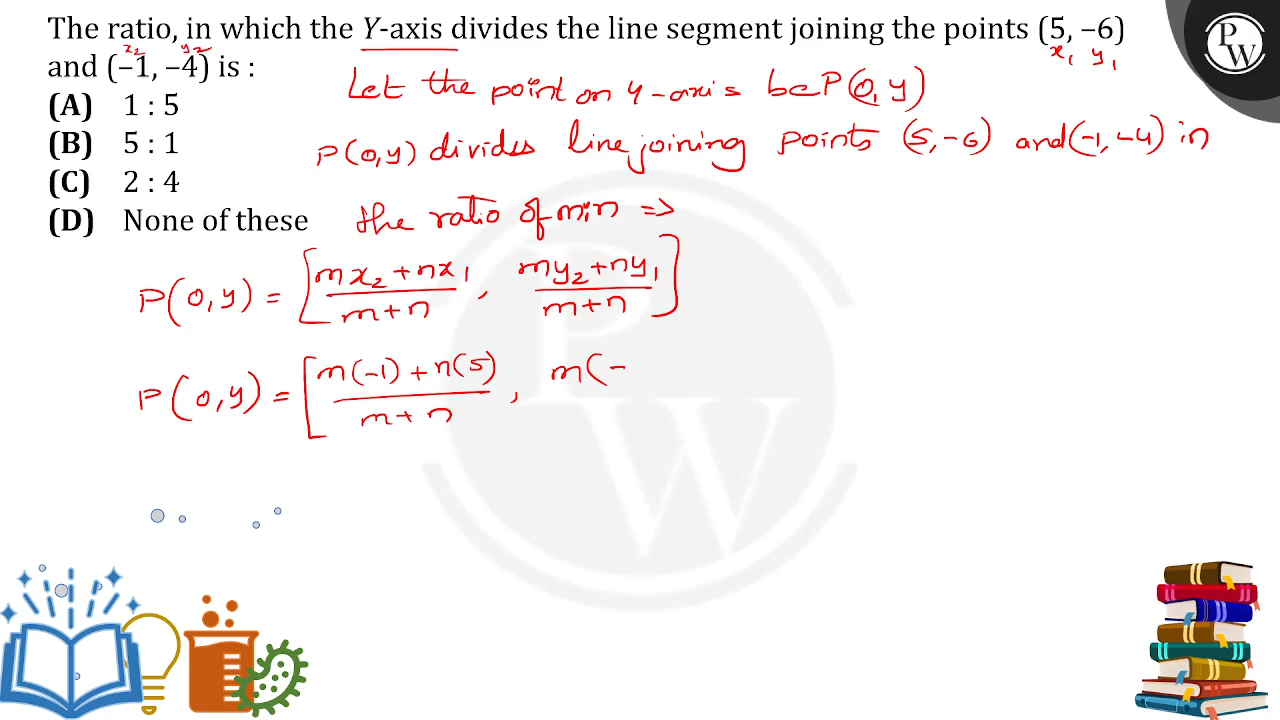 The ratio, in which the Y-axis divides the line segment joining the points (5, –6)
x₁ y₁
x₂ y₂
and (–1, –4) is :
(A) 1 : 5
(B) 5 : 1
(C) 2 : 4
(D) None of these
Let the point on Y-axis be P(0, y)
P(0,y) divides line joining points (5,-6) and (-1,-4) in
the ratio of m:n ⇒
P(0,y) = [mx₂+nx₁/m+n, my₂+ny₁/m+n]
P(0,y) = [m(-1)+n(5)/m+n, m(-
PW
PW